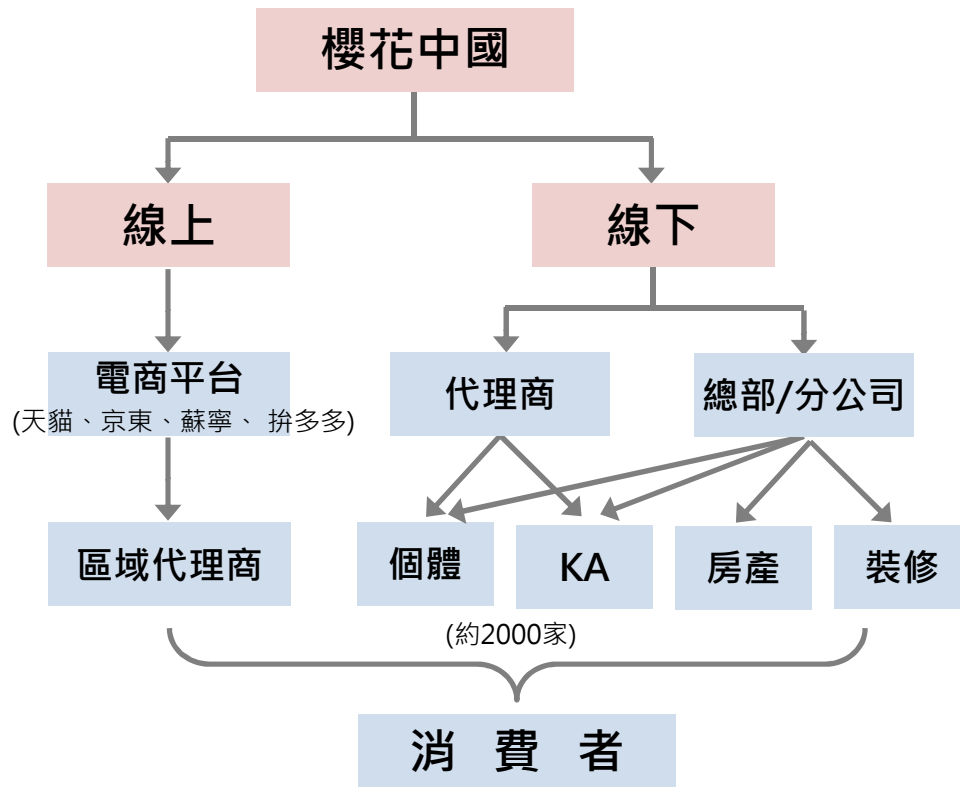 櫻花中國
線上
線下
電商平台
(天貓、京東、蘇寧、 拚多多)
代理商
總部/分公司
區域代理商
個體
KA
房產
裝修
(約2000家)
消 費 者